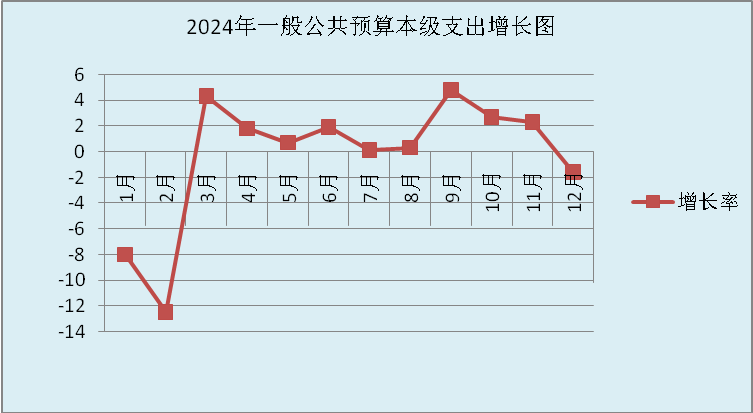 2024年一般公共预算本级支出增长图
6
4
2
0
-2
-4
-6
-8
-10
-12
-14
1月
2月
3月
4月
5月
6月
7月
8月
9月
10月
11月
12月
增长率